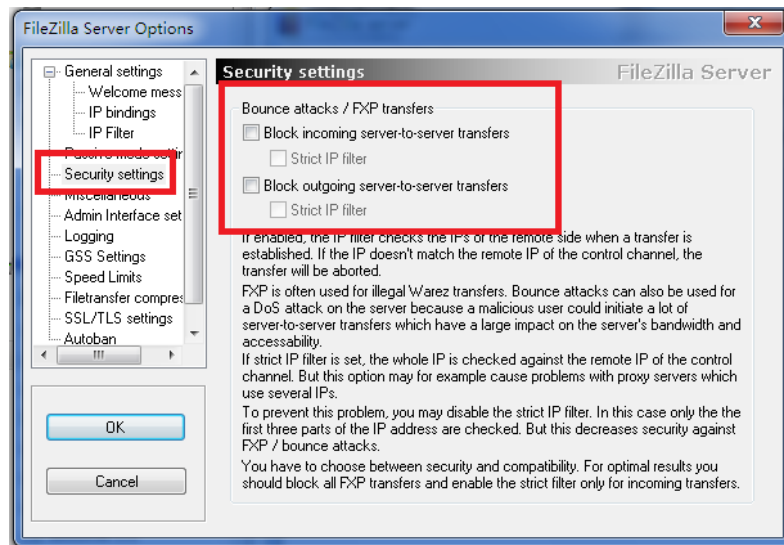 FileZilla Server Options
General settings
Welcome mess
IP bindings
IP Filter
Passive mode settir
Security settings
Miscellaneous
Admin Interface set
Logging
GSS Settings
Speed Limits
Filetransfer compres
SSL/TLS settings
Autoban
OK
Cancel
Security settings
FileZilla Server
Bounce attacks / FXP transfers
Block incoming server-to-server transfers
Strict IP filter
Block outgoing server-to-server transfers
Strict IP filter
If enabled, the IP filter checks the IPs of the remote side when a transfer is
established. If the IP doesn't match the remote IP of the control channel, the
transfer will be aborted.
FXP is often used for illegal Warez transfers. Bounce attacks can also be used for
a DoS attack on the server because a malicious user could initiate a lot of
server-to-server transfers which have a large impact on the server's bandwidth and
accessability.
If strict IP filter is set, the whole IP is checked against the remote IP of the control
channel. But this option may for example cause problems with proxy servers which
use several IPs.
To prevent this problem, you may disable the strict IP filter. In this case only the the
first three parts of the IP address are checked. But this decreases security against
FXP / bounce attacks.
You have to choose between security and compatibility. For optimal results you
should block all FXP transfers and enable the strict filter only for incoming transfers.